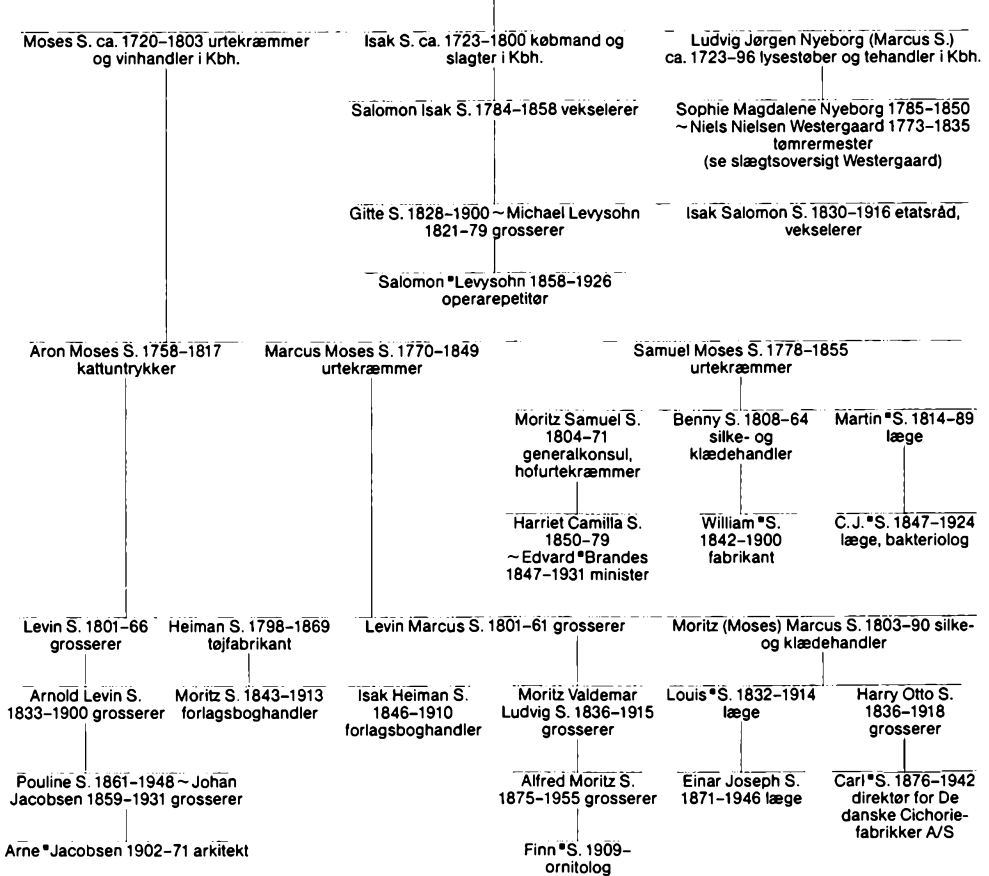 Moses S. ca. 1720–1803 urtekræmmer
og vinhandler i Kbh.
Isak S. ca. 1723–1800 købmand og
slagter i Kbh.
Ludvig Jørgen Nyeborg (Marcus S.)
ca. 1723–96 lysestøber og tehandler i Kbh.
Salomon Isak S. 1784–1858 vekselerer
Sophie Magdalene Nyeborg 1785–1850
~ Niels Nielsen Westergaard 1773–1835
tømrermester
(se slægtsoversigt Westergaard)
Gitte S. 1828–1900 ~ Michael Levysohn
1821–79 grosserer
Isak Salomon S. 1830–1916 etatsråd,
vekselerer
Salomon *Levysohn 1858–1926
operarepetitør
Aron Moses S. 1758–1817
kattuntrykker
Marcus Moses S. 1770–1849
urtekræmmer
Samuel Moses S. 1778–1855
urtekræmmer
Moritz Samuel S.
1804–71
generalkonsul,
hofurtekræmmer
Benny S. 1808–64
silke- og
klædehandler
Martin *S. 1814–89
læge
Harriet Camilla S.
1850–79
~ Edvard *Brandes
1847–1931 minister
William *S.
1842–1900
fabrikant
C.J. *S. 1847–1924
læge, bakteriolog
Levin S. 1801–66
grosserer
Heiman S. 1798–1869
tøjfabrikant
Levin Marcus S. 1801–61 grosserer
Moritz (Moses) Marcus S. 1803–90 silke-
og klædehandler
Arnold Levin S.
1833–1900 grosserer
Moritz S. 1843–1913
forlagsboghandler
Isak Heiman S.
1846–1910
forlagsboghandler
Moritz Valdemar
Ludvig S. 1836–1915
grosserer
Louis *S. 1832–1914
læge
Harry Otto S.
1836–1918
grosserer
Pouline S. 1861–1948 ~ Johan
Jacobsen 1859–1931 grosserer
Alfred Moritz S.
1875–1955 grosserer
Einar Joseph S.
1871–1946 læge
Carl *S. 1876–1942
direktør for De
danske Cichorie-
fabrikker A/S
Arne *Jacobsen 1902–71 arkitekt
Finn *S. 1909–
ornitolog